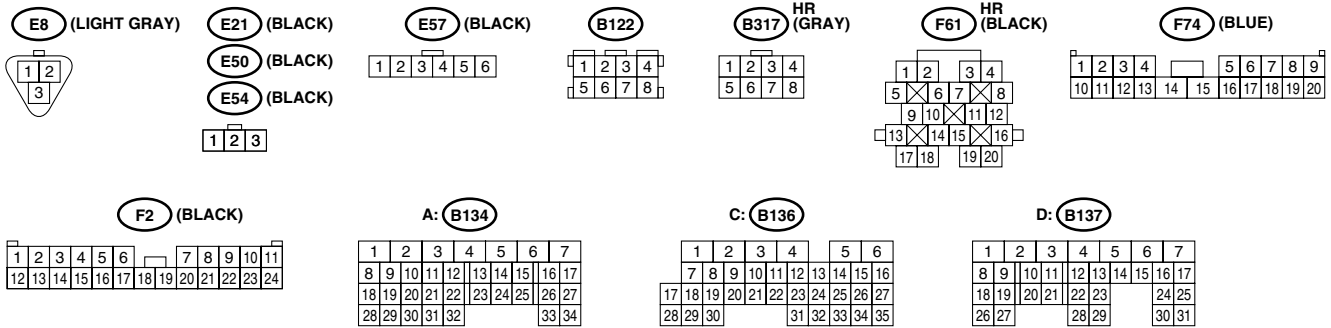 E8 (LIGHT GRAY)
1 2
3
E21 (BLACK)
E50 (BLACK)
E54 (BLACK)
1 2 3
E57 (BLACK)
1 2 3 4 5 6
B122
1 2 3 4
5 6 7 8
B317 HR (GRAY)
1 2 3 4
5 6 7 8
F61 HR (BLACK)
1 2 3 4
5 6 7 8
9 10 11 12
13 14 15 16
17 18 19 20
F74 (BLUE)
1 2 3 4 5 6 7 8 9
10 11 12 13 14 15 16 17 18 19 20
F2 (BLACK)
1 2 3 4 5 6 7 8 9 10 11
12 13 14 15 16 17 18 19 20 21 22 23 24
A: B134
1 2 3 4 5 6 7
8 9 10 11 12 13 14 15 16 17
18 19 20 21 22 23 24 25 26 27
28 29 30 31 32 33 34
C: B136
1 2 3 4 5 6
7 8 9 10 11 12 13 14 15 16
17 18 19 20 21 22 23 24 25 26 27
28 29 30 31 32 33 34 35
D: B137
1 2 3 4 5 6 7
8 9 10 11 12 13 14 15 16 17
18 19 20 21 22 23 24 25
26 27 28 29 30 31